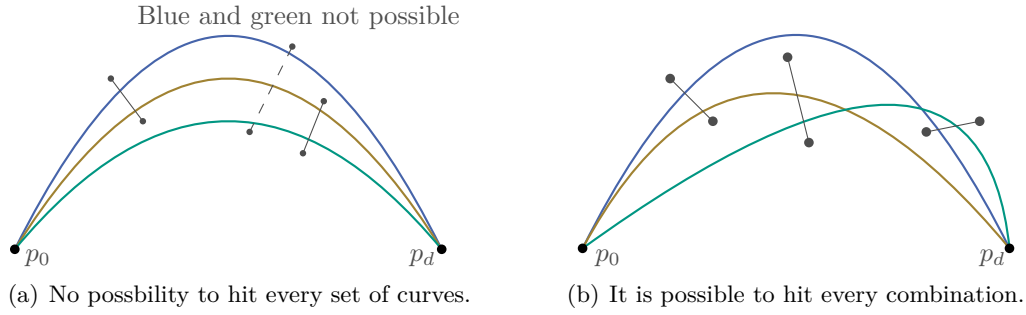 Blue and green not possible
p0
pd
p0
pd
(a) No possbility to hit every set of curves.
(b) It is possible to hit every combination.